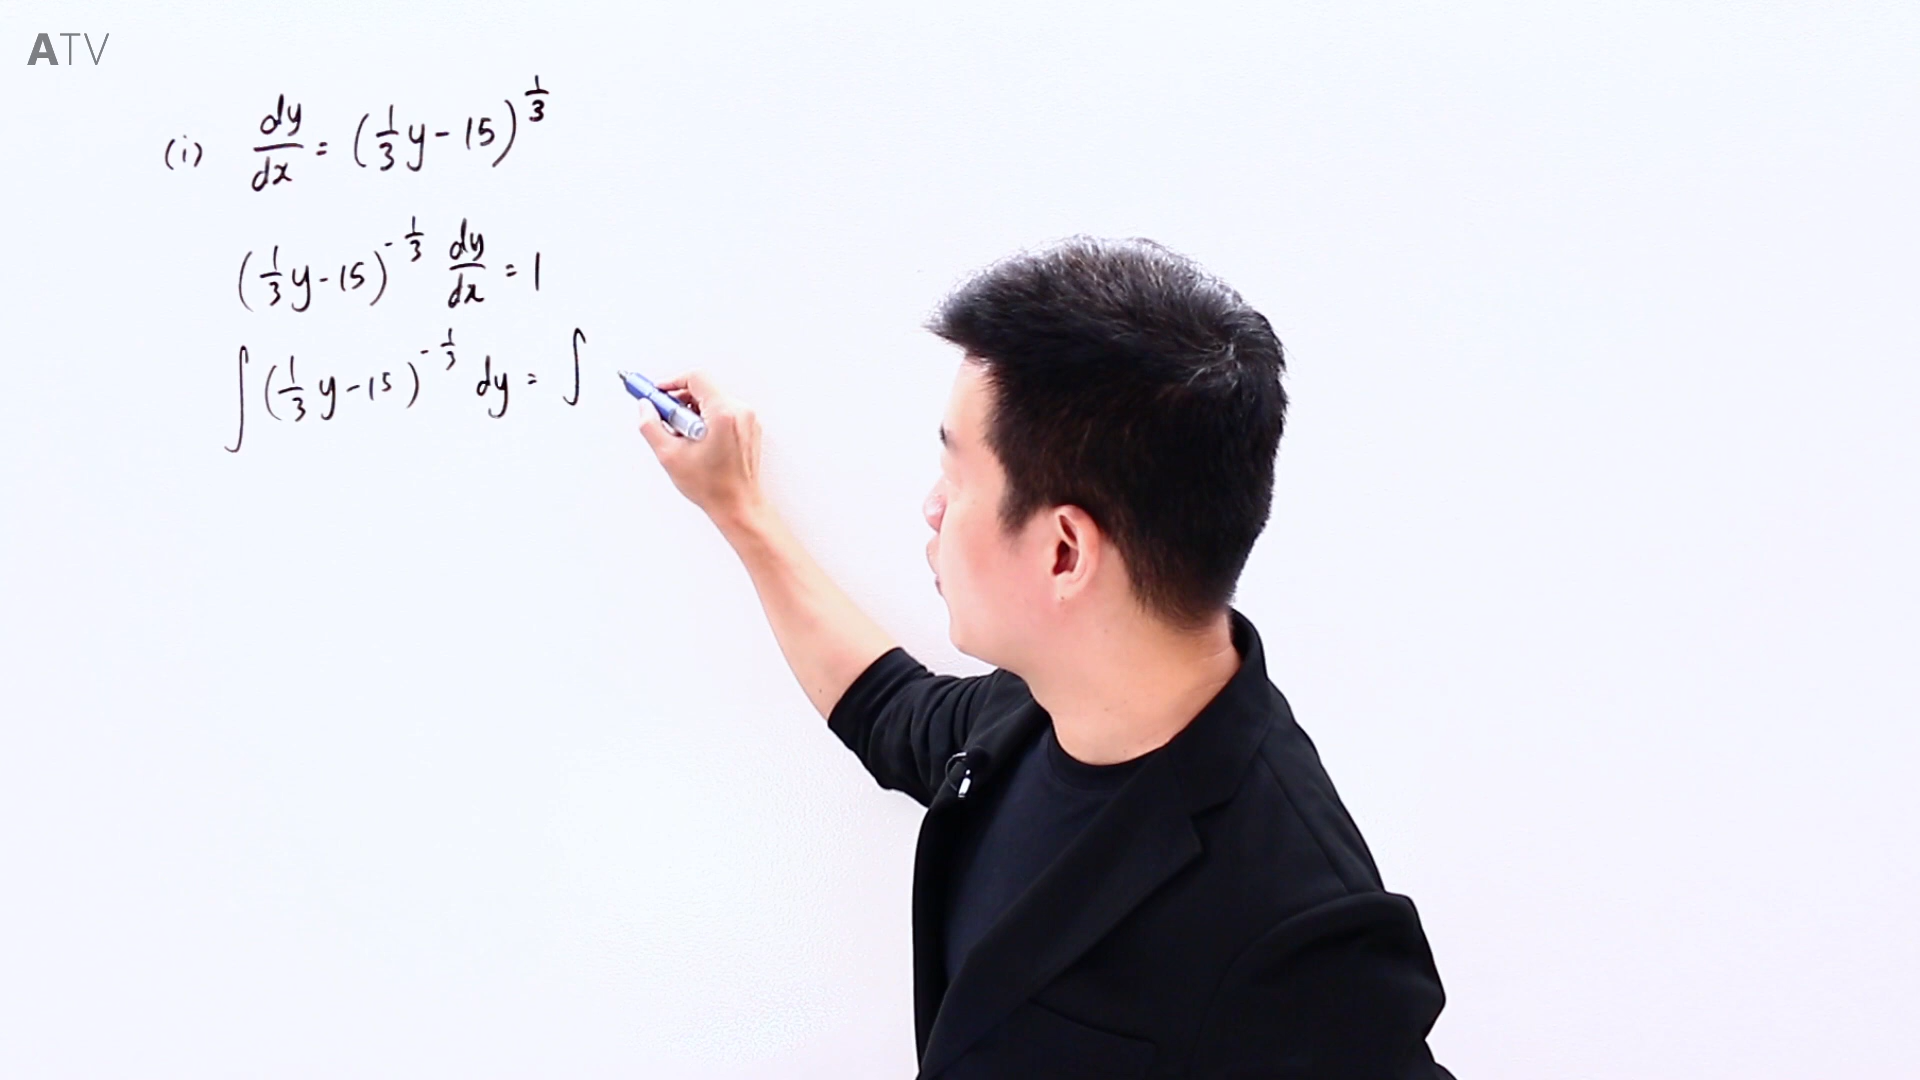 ATV
(i) dy/dx = (1/3 y - 15)^(1/3)
(1/3 y - 15)^(-1/3) dy/dx = 1
∫ (1/3 y - 15)^(-1/3) dy = ∫